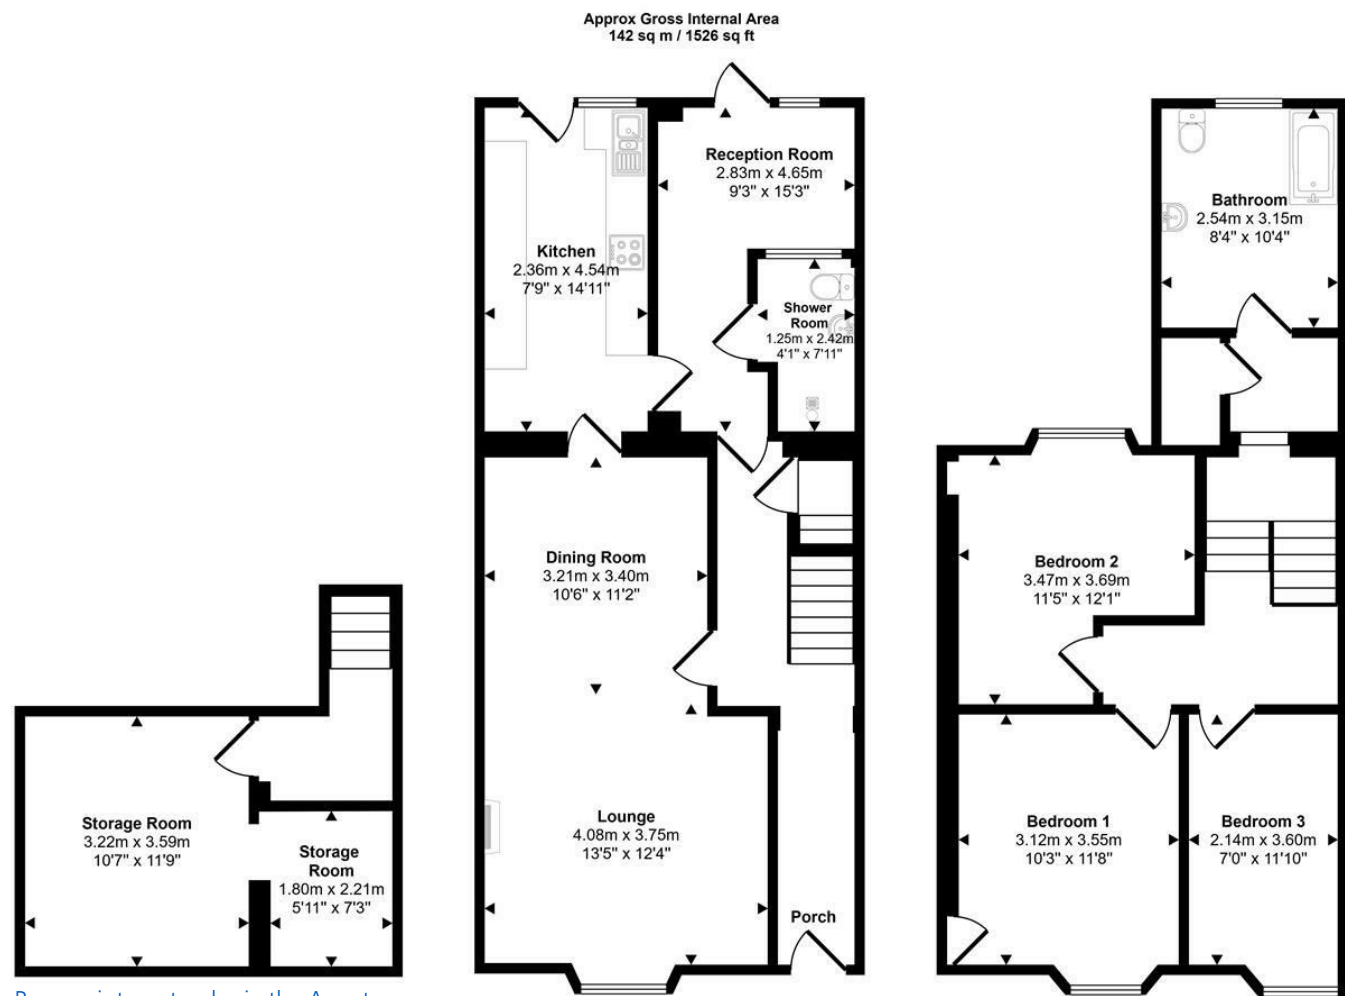 Approx Gross Internal Area
142 sq m / 1526 sq ft
Kitchen
2.36m x 4.54m
7'9" x 14'11"
Reception Room
2.83m x 4.65m
9'3" x 15'3"
Shower
Room
1.25m x 2.42m
4'1" x 7'11"
Dining Room
3.21m x 3.40m
10'6" x 11'2"
Lounge
4.08m x 3.75m
13'5" x 12'4"
Porch
Bathroom
2.54m x 3.15m
8'4" x 10'4"
Bedroom 2
3.47m x 3.69m
11'5" x 12'1"
Bedroom 1
3.12m x 3.55m
10'3" x 11'8"
Bedroom 3
2.14m x 3.60m
7'0" x 11'10"
Storage Room
3.22m x 3.59m
10'7" x 11'9"
Storage
Room
1.80m x 2.21m
5'11" x 7'3"